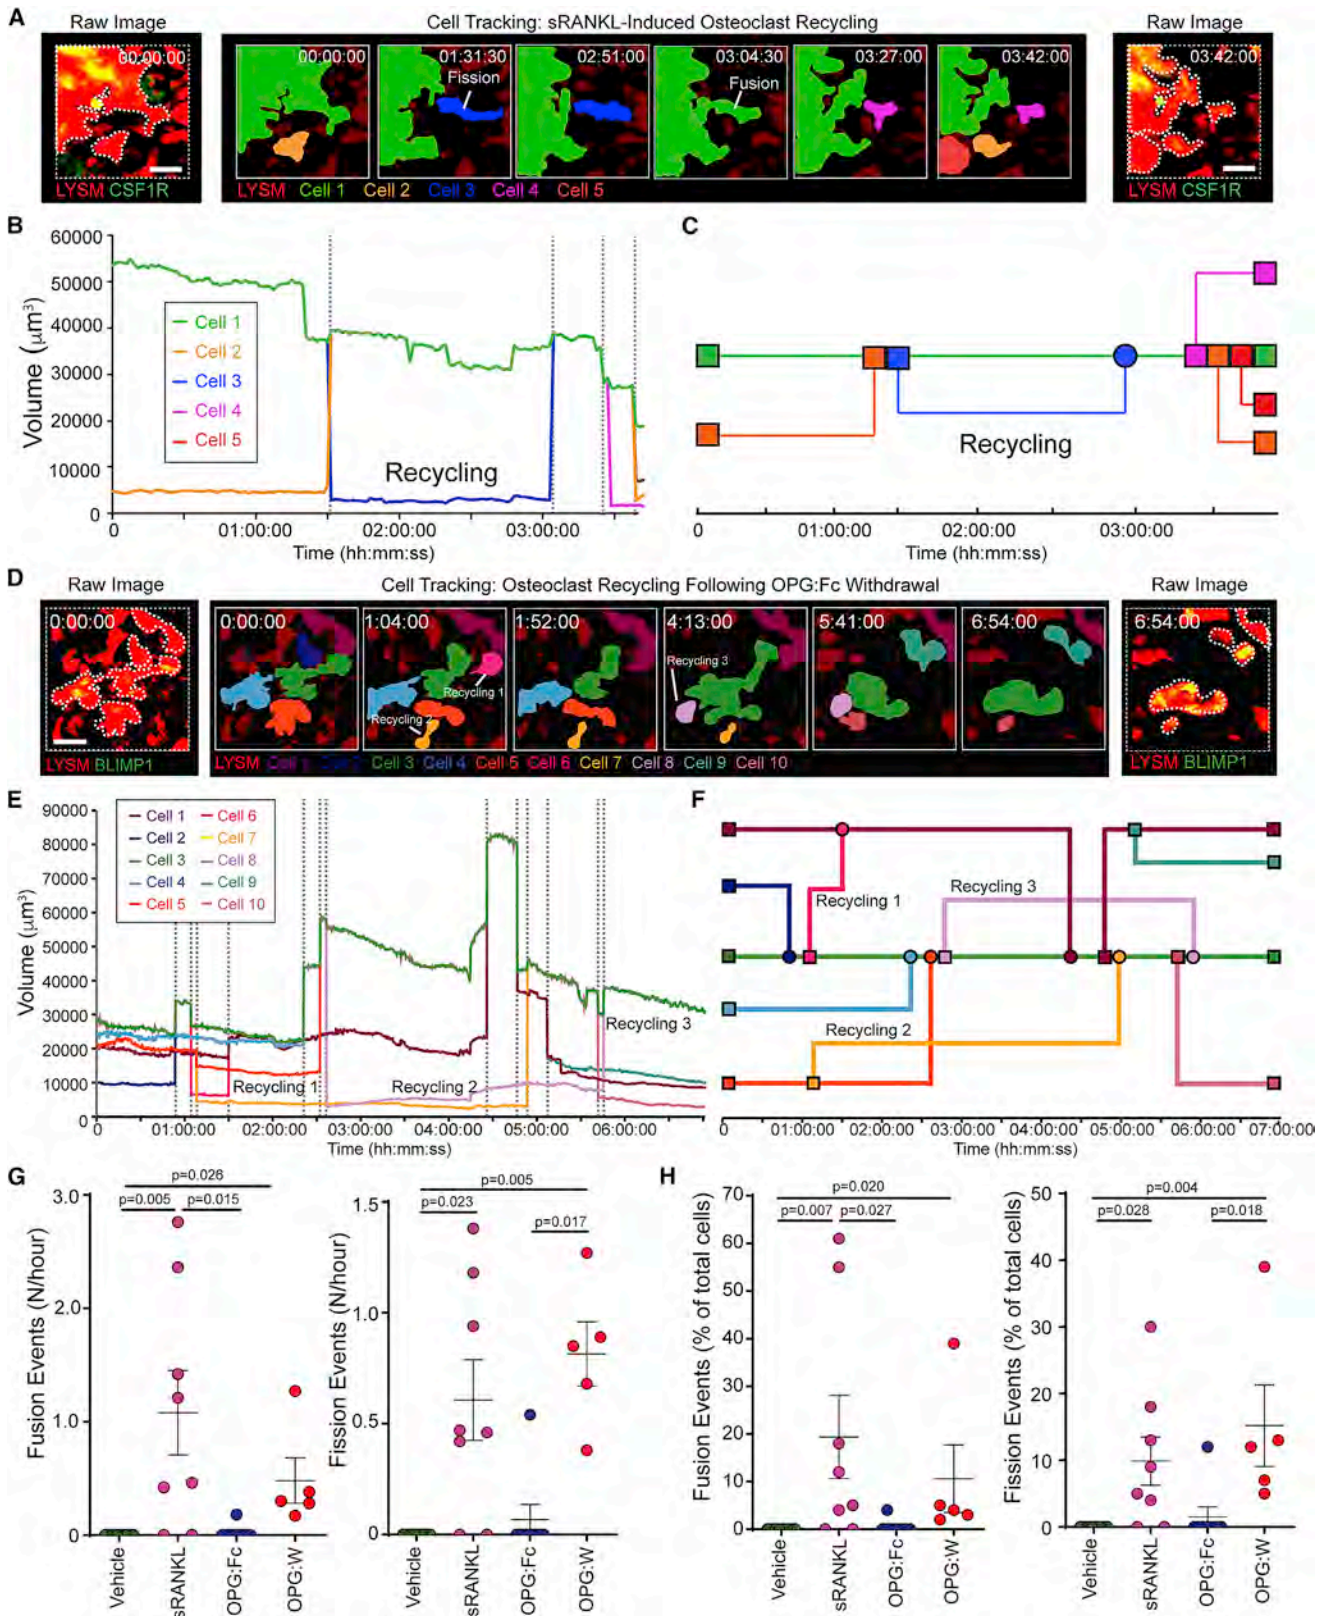 A
Raw Image
Cell Tracking: sRANKL-Induced Osteoclast Recycling
Raw Image
00:00:00
00:00:00
01:31:30
02:51:00
03:04:30
03:27:00
03:42:00
03:42:00
Fission
Fusion
LYSM CSF1R
LYSM Cell 1 Cell 2 Cell 3 Cell 4 Cell 5
LYSM CSF1R
B
60000
50000
40000
30000
20000
10000
0
Volume (μm³)
Cell 1
Cell 2
Cell 3
Cell 4
Cell 5
Recycling
0 01:00:00 02:00:00 03:00:00
Time (hh:mm:ss)
C
Recycling
0 01:00:00 02:00:00 03:00:00
Time (hh:mm:ss)
D
Raw Image
Cell Tracking: Osteoclast Recycling Following OPG:Fc Withdrawal
Raw Image
0:00:00
0:00:00
1:04:00
1:52:00
4:13:00
5:41:00
6:54:00
6:54:00
Recycling 1
Recycling 2
Recycling 3
LYSM BLIMP1
LYSM Cell 1 Cell 2 Cell 3 Cell 4 Cell 5 Cell 6 Cell 7 Cell 8 Cell 9 Cell 10
LYSM BLIMP1
E
90000
80000
70000
60000
50000
40000
30000
20000
10000
0
Volume (μm³)
Cell 1 Cell 6
Cell 2 Cell 7
Cell 3 Cell 8
Cell 4 Cell 9
Cell 5 Cell 10
Recycling 3
Recycling 1
Recycling 2
0 01:00:00 02:00:00 03:00:00 04:00:00 05:00:00 06:00:00
Time (hh:mm:ss)
F
Recycling 1
Recycling 3
Recycling 2
0 01:00:00 02:00:00 03:00:00 04:00:00 05:00:00 06:00:00 07:00:00
Time (hh:mm:ss)
G
p=0.026
p=0.005 p=0.015
3.0
2.0
1.0
0
Fusion Events (N/hour)
Vehicle
sRANKL
OPG:Fc
OPG:W
p=0.005
p=0.023
p=0.017
1.5
1.0
0.5
0
Fission Events (N/hour)
Vehicle
sRANKL
OPG:Fc
OPG:W
H
p=0.020
p=0.007 p=0.027
70
60
50
40
30
20
10
0
Fusion Events (% of total cells)
Vehicle
sRANKL
OPG:Fc
OPG:W
p=0.004
p=0.028 p=0.018
50
40
30
20
10
0
Fission Events (% of total cells)
Vehicle
sRANKL
OPG:Fc
OPG:W